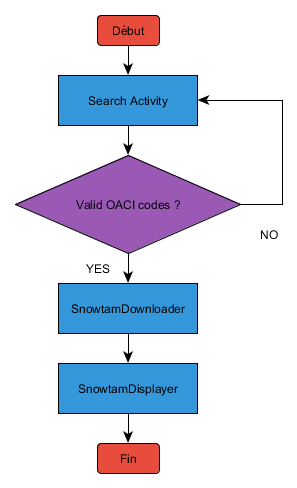 Début
Search Activity
Valid OACI codes ?
NO
YES
SnowtamDownloader
SnowtamDisplayer
Fin